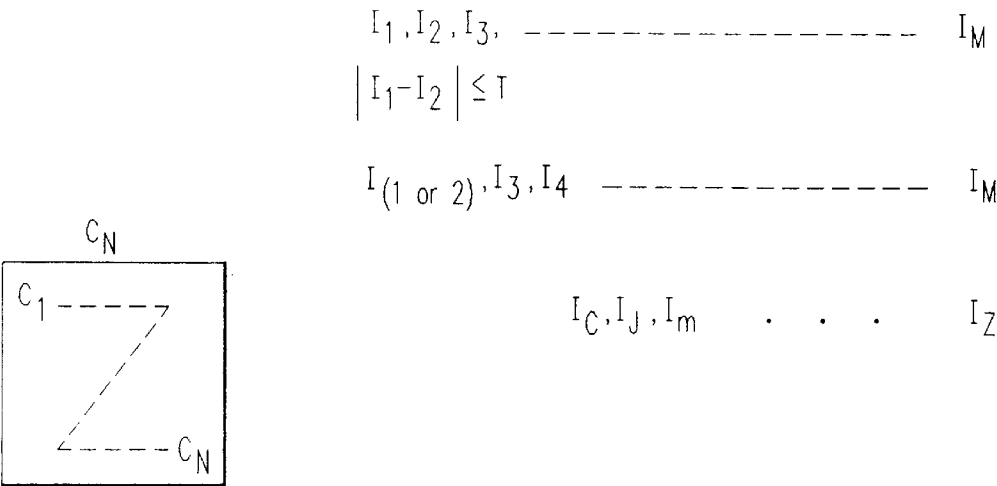 I1, I2, I3, ---------------- IM
|I1-I2| ≤ T
I(1 or 2), I3, I4 ------------- IM
CN
C1
IC, IJ, Im . . . IZ
CN